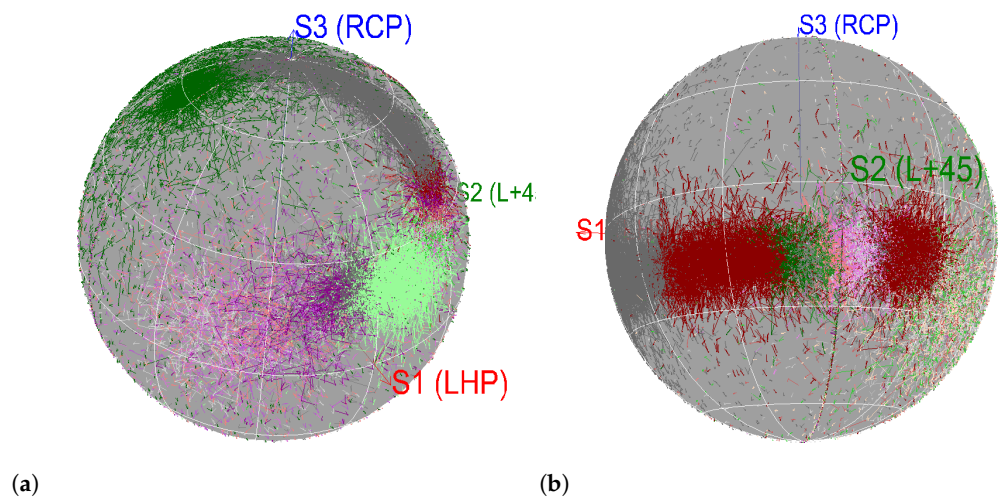 S3 (RCP)
S2 (L+4
S1 (LHP)
(a)
S3 (RCP)
S2 (L+45)
S1
(b)